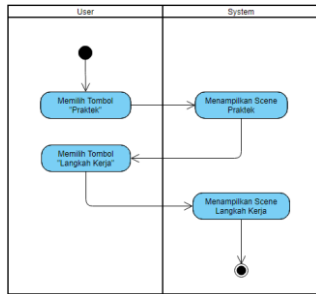 User
System
Memilih Tombol
"Praktek"
Menampilkan Scene
Praktek
Memilih Tombol
"Langkah Kerja"
Menampilkan Scene
Langkah Kerja